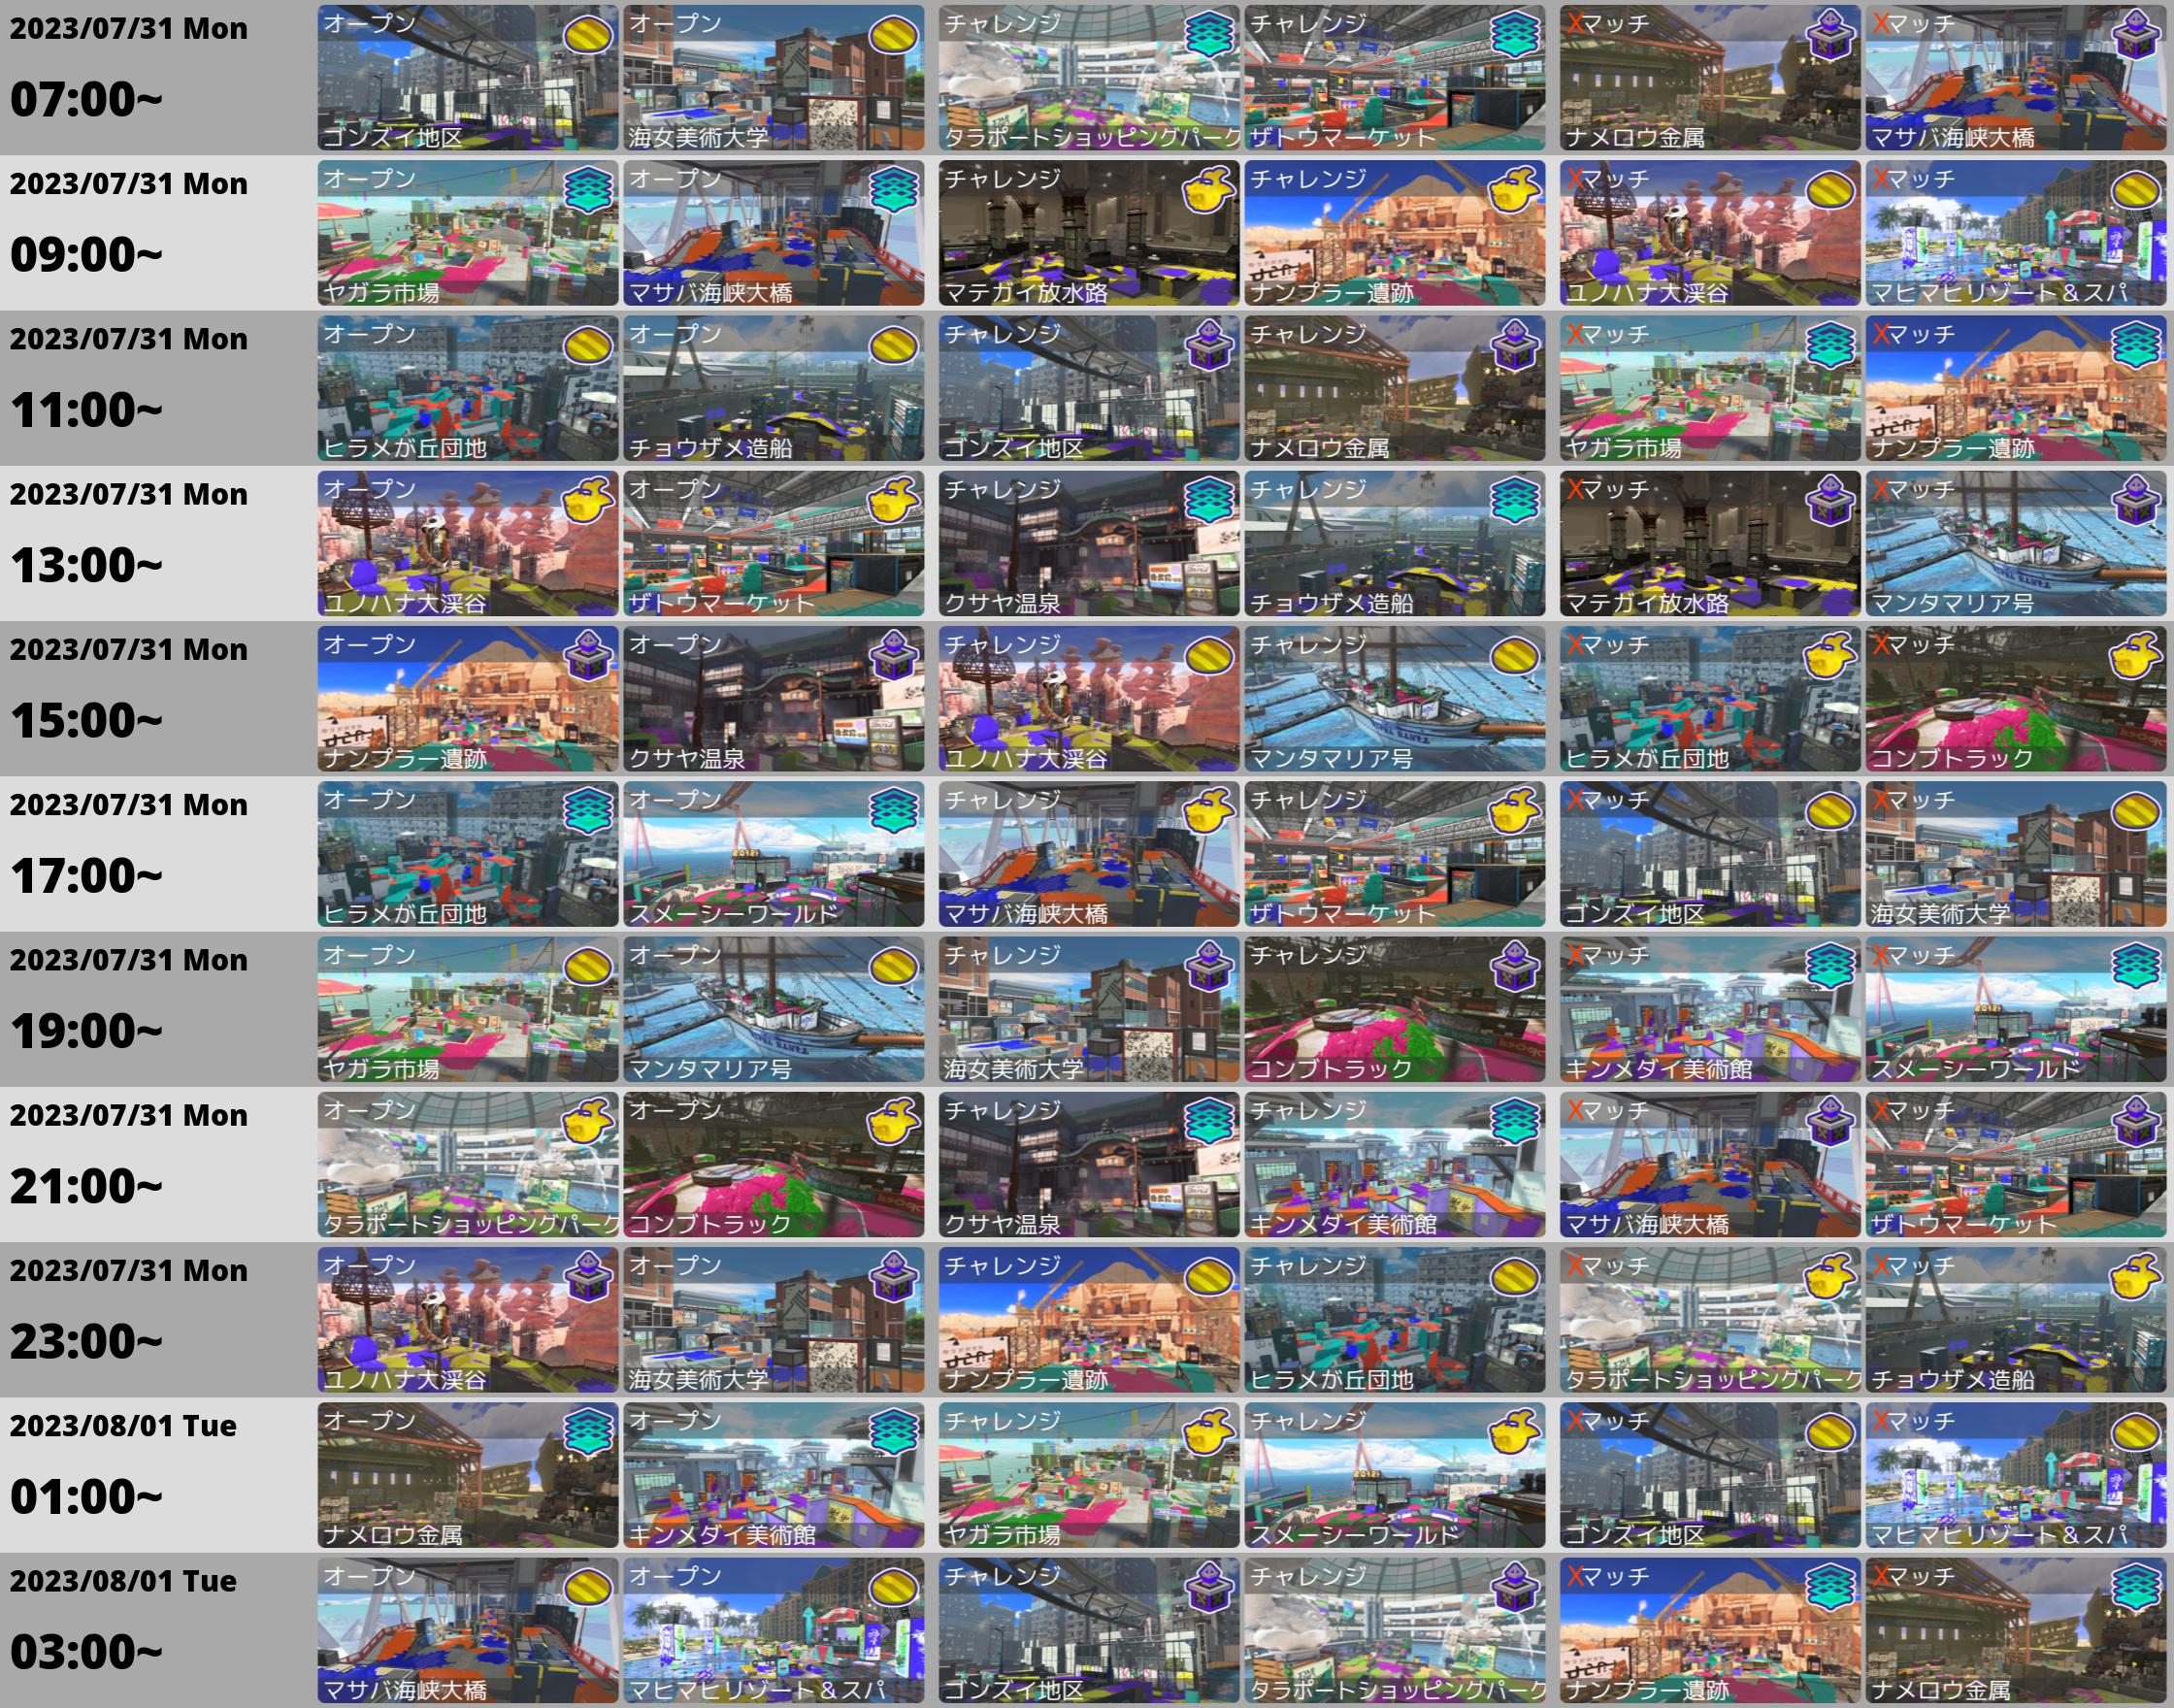 2023/07/31 Mon
07:00~
オープン オープン チャレンジ チャレンジ Xマッチ Xマッチ
ゴンズイ地区 海女美術大学 タラポートショッピングパーク ザトウマーケット ナメロウ金属 マサバ海峡大橋
2023/07/31 Mon
09:00~
オープン オープン チャレンジ チャレンジ Xマッチ Xマッチ
ヤガラ市場 マサバ海峡大橋 マテガイ放水路 ナンプラー遺跡 ユノハナ大渓谷 マヒマヒリゾート＆スパ
2023/07/31 Mon
11:00~
オープン オープン チャレンジ チャレンジ Xマッチ Xマッチ
ヒラメが丘団地 チョウザメ造船 ゴンズイ地区 ナメロウ金属 ヤガラ市場 ナンプラー遺跡
2023/07/31 Mon
13:00~
オープン オープン チャレンジ チャレンジ Xマッチ Xマッチ
ユノハナ大渓谷 ザトウマーケット クサヤ温泉 チョウザメ造船 マテガイ放水路 マンタマリア号
2023/07/31 Mon
15:00~
オープン オープン チャレンジ チャレンジ Xマッチ Xマッチ
ナンプラー遺跡 クサヤ温泉 ユノハナ大渓谷 マンタマリア号 ヒラメが丘団地 コンブトラック
2023/07/31 Mon
17:00~
オープン オープン チャレンジ チャレンジ Xマッチ Xマッチ
ヒラメが丘団地 スメーシーワールド マサバ海峡大橋 ザトウマーケット ゴンズイ地区 海女美術大学
2023/07/31 Mon
19:00~
オープン オープン チャレンジ チャレンジ Xマッチ Xマッチ
ヤガラ市場 マンタマリア号 海女美術大学 コンブトラック キンメダイ美術館 スメーシーワールド
2023/07/31 Mon
21:00~
オープン オープン チャレンジ チャレンジ Xマッチ Xマッチ
タラポートショッピングパーク コンブトラック クサヤ温泉 キンメダイ美術館 マサバ海峡大橋 ザトウマーケット
2023/07/31 Mon
23:00~
オープン オープン チャレンジ チャレンジ Xマッチ Xマッチ
ユノハナ大渓谷 海女美術大学 ナンプラー遺跡 ヒラメが丘団地 タラポートショッピングパーク チョウザメ造船
2023/08/01 Tue
01:00~
オープン オープン チャレンジ チャレンジ Xマッチ Xマッチ
ナメロウ金属 キンメダイ美術館 ヤガラ市場 スメーシーワールド ゴンズイ地区 マヒマヒリゾート＆スパ
2023/08/01 Tue
03:00~
オープン オープン チャレンジ チャレンジ Xマッチ Xマッチ
マサバ海峡大橋 マヒマヒリゾート＆スパ ゴンズイ地区 タラポートショッピングパーク ナンプラー遺跡 ナメロウ金属